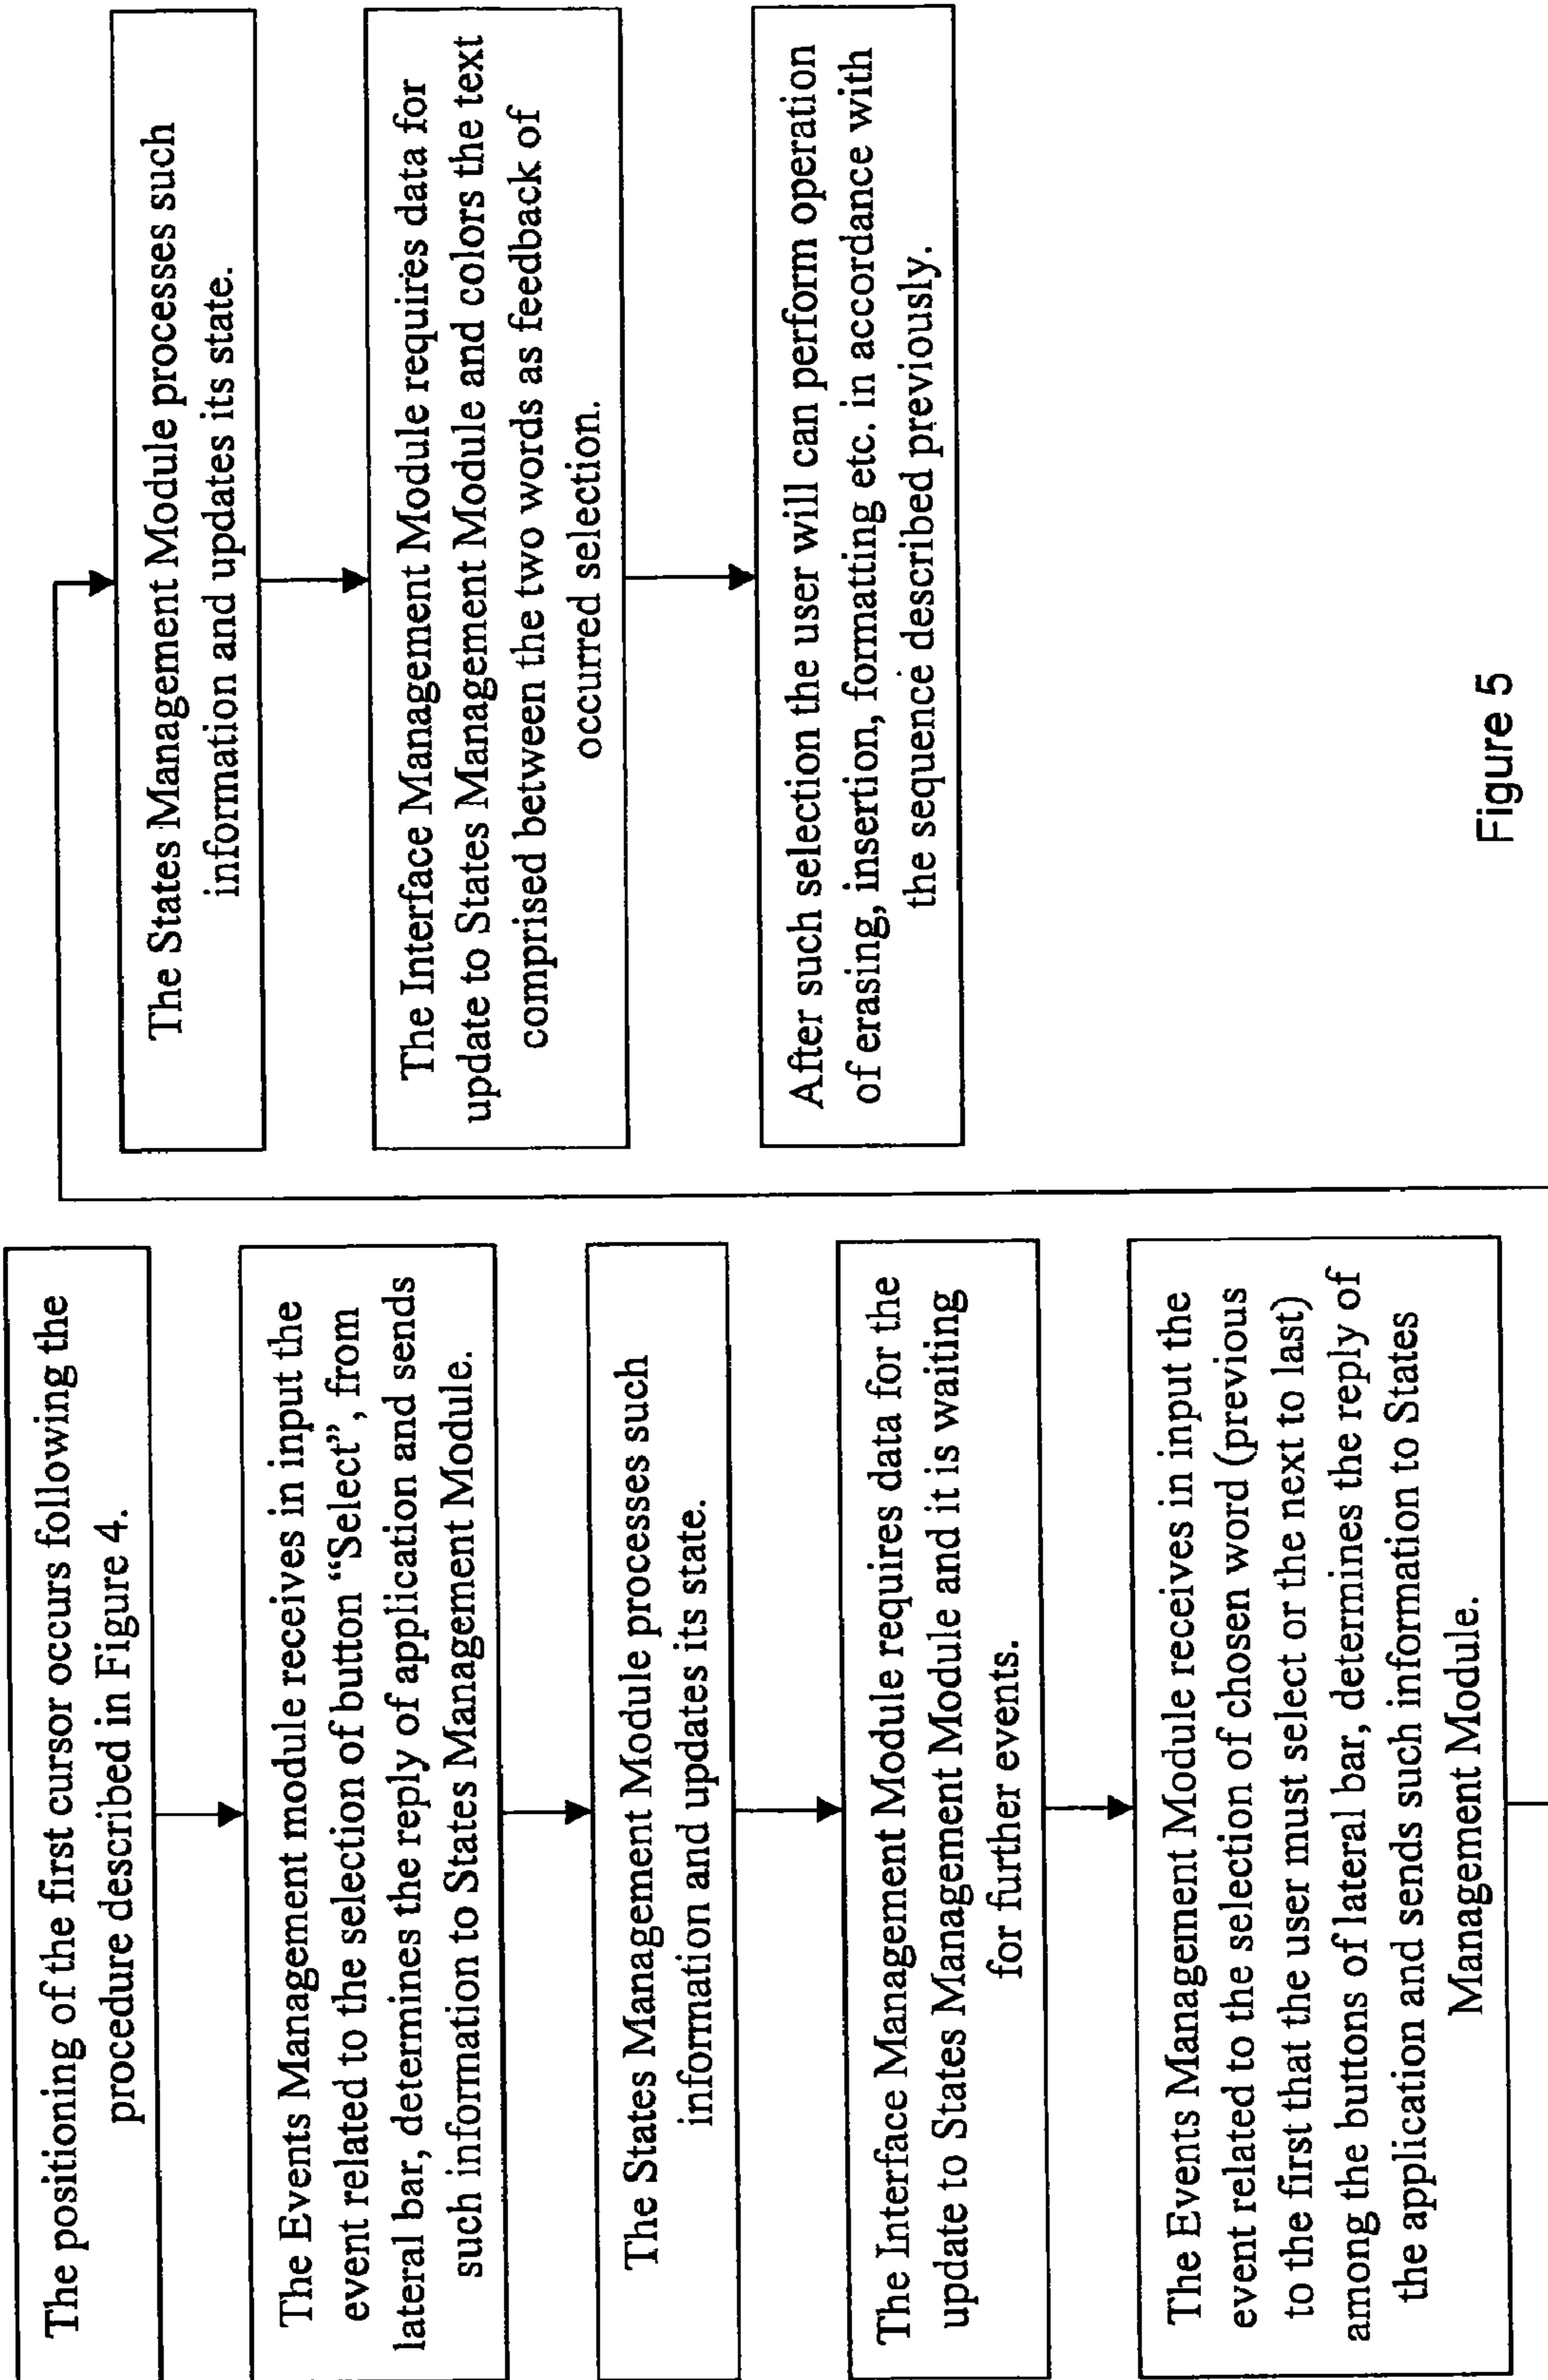 The positioning of the first cursor occurs following the
procedure described in Figure 4.
The Events Management module receives in input the
event related to the selection of button “Select”, from
lateral bar, determines the reply of application and sends
such information to States Management Module.
The States Management Module processes such
information and updates its state.
The Interface Management Module requires data for the
update to States Management Module and it is waiting
for further events.
The Events Management Module receives in input the
event related to the selection of chosen word (previous
to the first that the user must select or the next to last)
among the buttons of lateral bar, determines the reply of
the application and sends such information to States
Management Module.
The States Management Module processes such
information and updates its state.
The Interface Management Module requires data for
update to States Management Module and colors the text
comprised between the two words as feedback of
occurred selection.
After such selection the user will can perform operation
of erasing, insertion, formatting etc. in accordance with
the sequence described previously.
Figure 5